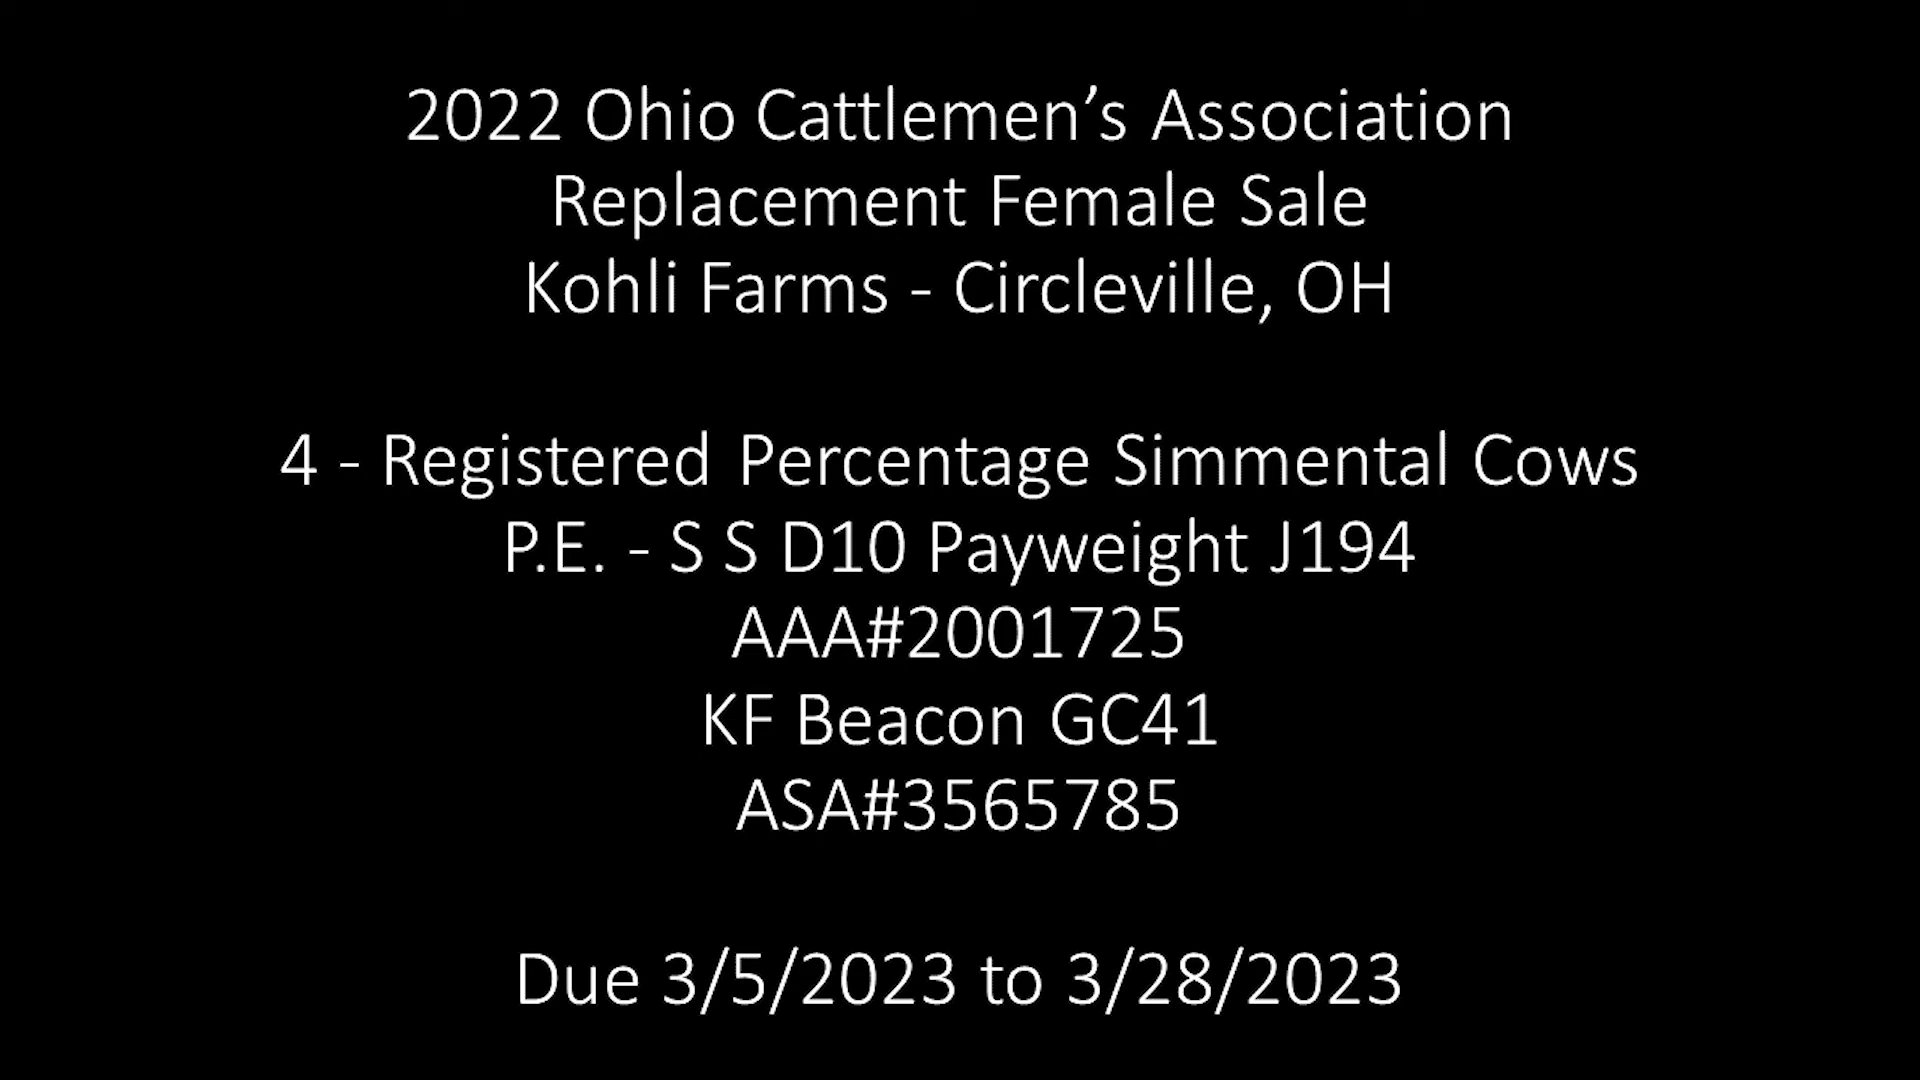 2022 Ohio Cattlemen’s Association
Replacement Female Sale
Kohli Farms - Circleville, OH
4 - Registered Percentage Simmental Cows
P.E. - S S D10 Payweight J194
AAA#2001725
KF Beacon GC41
ASA#3565785
Due 3/5/2023 to 3/28/2023